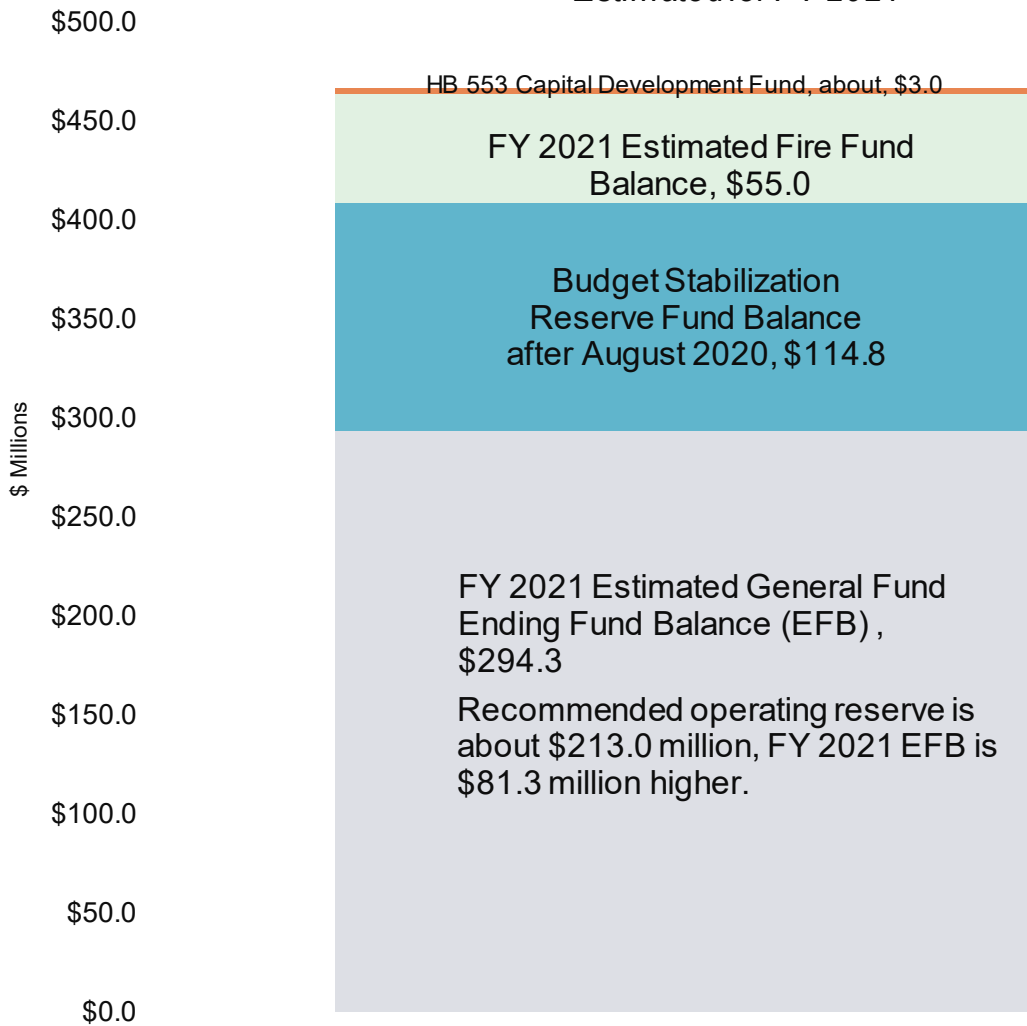 $500.0
HB 553 Capital Development Fund, about, $3.0
$450.0
FY 2021 Estimated Fire Fund
Balance, $55.0
$400.0
Budget Stabilization
Reserve Fund Balance
after August 2020, $114.8
$350.0
$300.0
$ Millions
$250.0
FY 2021 Estimated General Fund
Ending Fund Balance (EFB) ,
$294.3
$200.0
Recommended operating reserve is
about $213.0 million, FY 2021 EFB is
$81.3 million higher.
$150.0
$100.0
$50.0
$0.0